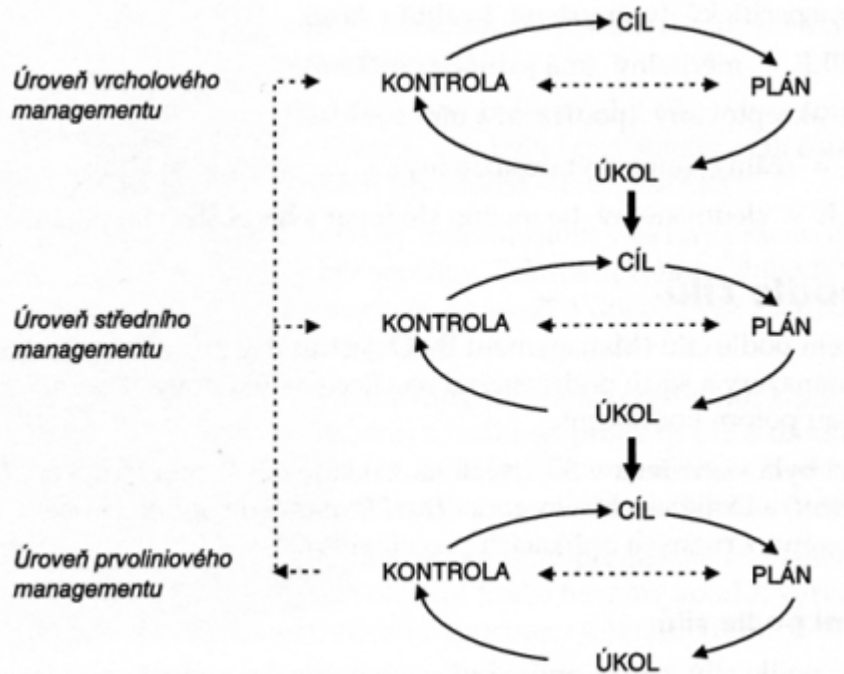 CÍL
Úroveň vrcholového
managementu
KONTROLA
PLÁN
ÚKOL
CÍL
Úroveň středního
managementu
KONTROLA
PLÁN
ÚKOL
CÍL
Úroveň prvoliniového
managementu
KONTROLA
PLÁN
ÚKOL